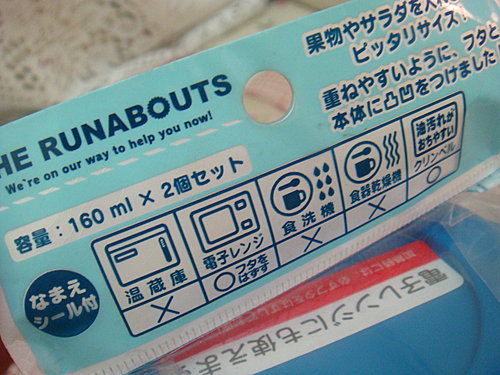 果物やサラダを入れ
ピッタリサイズ!
重ねやすいように、フタと
本体に凸凹をつけました
HE RUNABOUTS
We're on our way to help you now!
容量:160 ml × 2個セット
なまえ
シール付
温蔵庫
×
電子レンジ
○フタを
はずす
食洗機
×
食器乾燥機
×
油汚れが
おちやすい
クリンベル
○
電子レンジにも使えます